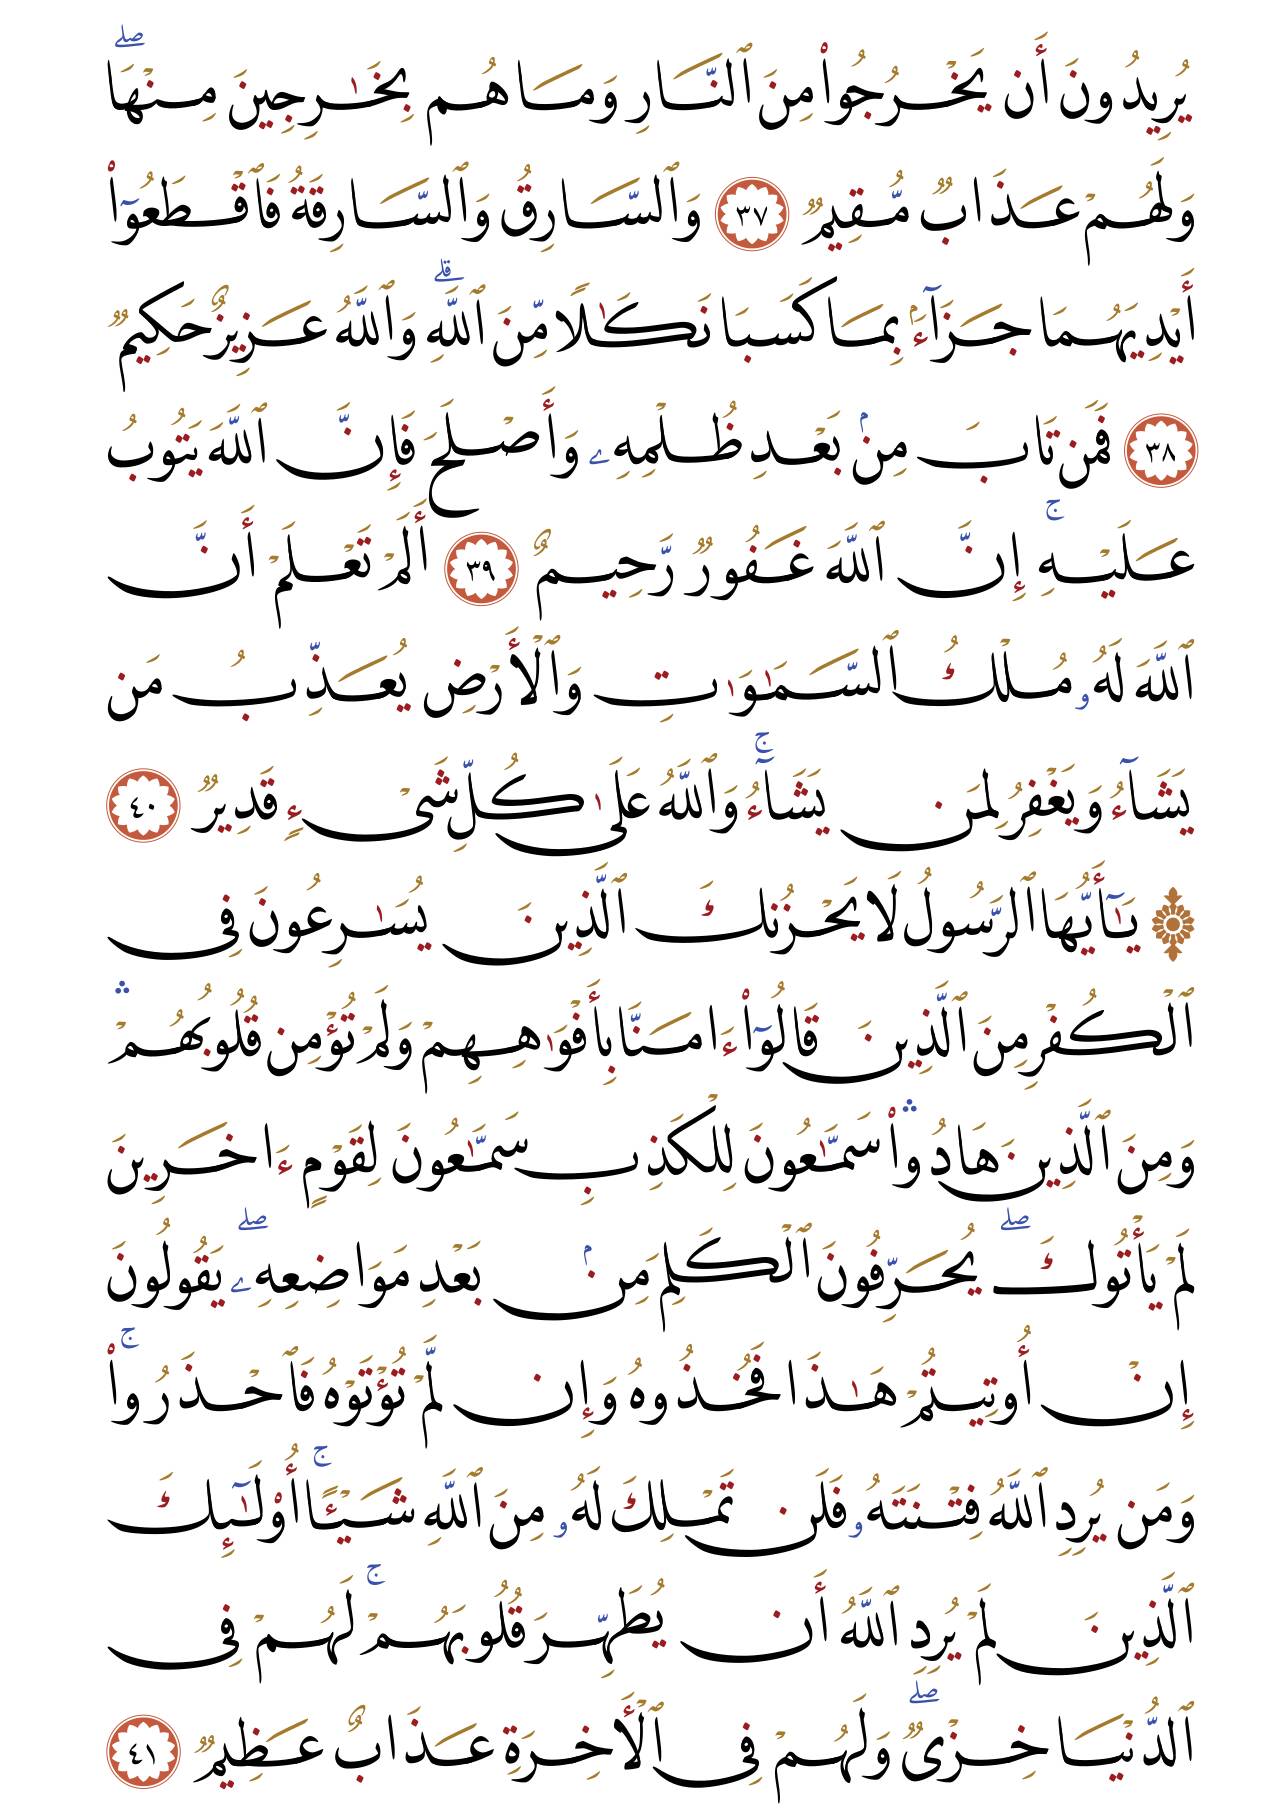 يُرِيدُونَ أَن يَخۡرُجُواْ مِنَ ٱلنَّارِ وَمَا هُم بِخَٰرِجِينَ مِنۡهَاۖ
وَلَهُمۡ عَذَابٞ مُّقِيمٞ ٣٧ وَٱلسَّارِقُ وَٱلسَّارِقَةُ فَٱقۡطَعُوٓاْ
أَيۡدِيَهُمَا جَزَآءَۢ بِمَا كَسَبَا نَكَٰلٗا مِّنَ ٱللَّهِۗ وَٱللَّهُ عَزِيزٌ حَكِيمٞ
٣٨ فَمَن تَابَ مِنۢ بَعۡدِ ظُلۡمِهِۦ وَأَصۡلَحَ فَإِنَّ ٱللَّهَ يَتُوبُ
عَلَيۡهِۚ إِنَّ ٱللَّهَ غَفُورٞ رَّحِيمٌ ٣٩ أَلَمۡ تَعۡلَمۡ أَنَّ
ٱللَّهَ لَهُۥ مُلۡكُ ٱلسَّمَٰوَٰتِ وَٱلۡأَرۡضِ يُعَذِّبُ مَن
يَشَآءُ وَيَغۡفِرُ لِمَن يَشَآءُۚ وَٱللَّهُ عَلَىٰ كُلِّ شَيۡءٖ قَدِيرٞ ٤٠
۞ يَٰٓأَيُّهَا ٱلرَّسُولُ لَا يَحۡزُنكَ ٱلَّذِينَ يُسَٰرِعُونَ فِي
ٱلۡكُفۡرِ مِنَ ٱلَّذِينَ قَالُوٓاْ ءَامَنَّا بِأَفۡوَٰهِهِمۡ وَلَمۡ تُؤۡمِن قُلُوبُهُمۡۛ
وَمِنَ ٱلَّذِينَ هَادُواْۛ سَمَّٰعُونَ لِلۡكَذِبِ سَمَّٰعُونَ لِقَوۡمٍ ءَاخَرِينَ
لَمۡ يَأۡتُوكَۖ يُحَرِّفُونَ ٱلۡكَلِمَ مِنۢ بَعۡدِ مَوَاضِعِهِۦۖ يَقُولُونَ
إِنۡ أُوتِيتُمۡ هَٰذَا فَخُذُوهُ وَإِن لَّمۡ تُؤۡتَوۡهُ فَٱحۡذَرُواْۚ
وَمَن يُرِدِ ٱللَّهُ فِتۡنَتَهُۥ فَلَن تَمۡلِكَ لَهُۥ مِنَ ٱللَّهِ شَيۡـًٔاۚ أُوْلَٰٓئِكَ
ٱلَّذِينَ لَمۡ يُرِدِ ٱللَّهُ أَن يُطَهِّرَ قُلُوبَهُمۡۚ لَهُمۡ فِي
ٱلدُّنۡيَا خِزۡيٞۖ وَلَهُمۡ فِي ٱلۡأٓخِرَةِ عَذَابٌ عَظِيمٞ ٤١